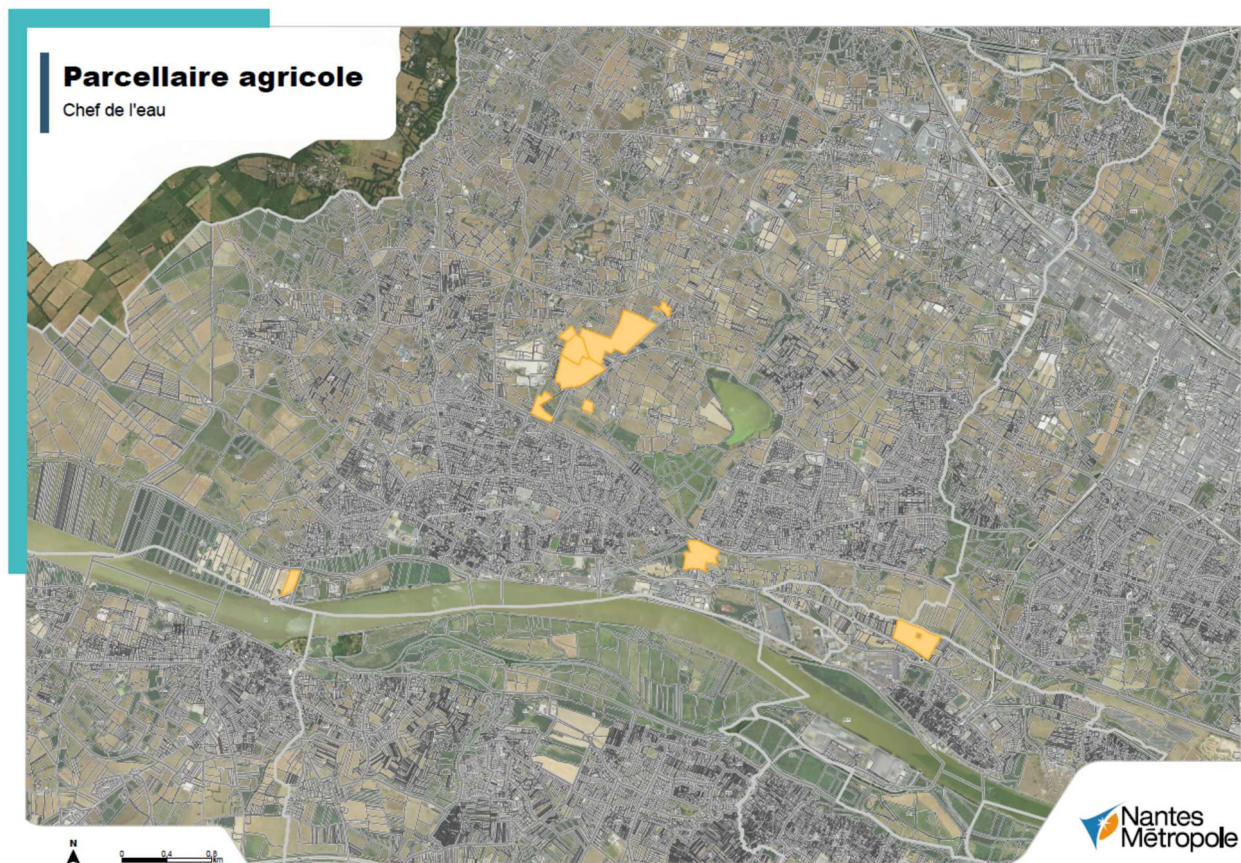 Parcellaire agricole
Chef de l'eau
N
0 0,4 0,8
km
Nantes
Métropole